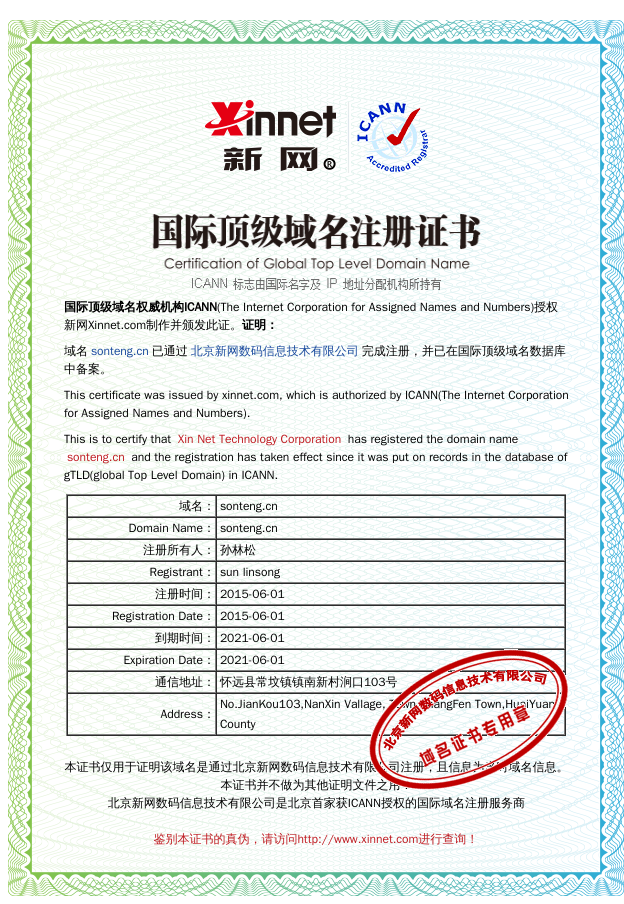 Xinnet
新 网®
ICANN
Accredited Registrar
国际顶级域名注册证书
Certification of Global Top Level Domain Name
ICANN 标志由国际名字及 IP 地址分配机构所持有
国际顶级域名权威机构ICANN(The Internet Corporation for Assigned Names and Numbers)授权
新网Xinnet.com制作并颁发此证。证明：
域名 sonteng.cn 已通过 北京新网数码信息技术有限公司 完成注册，并已在国际顶级域名数据库
中备案。
This certificate was issued by xinnet.com, which is authorized by ICANN(The Internet Corporation
for Assigned Names and Numbers).
This is to certify that Xin Net Technology Corporation has registered the domain name
sonteng.cn and the registration has taken effect since it was put on records in the database of
gTLD(global Top Level Domain) in ICANN.
域名： sonteng.cn
Domain Name： sonteng.cn
注册所有人： 孙林松
Registrant： sun linsong
注册时间： 2015-06-01
Registration Date： 2015-06-01
到期时间： 2021-06-01
Expiration Date： 2021-06-01
通信地址： 怀远县常坟镇镇南新村涧口103号
Address： No.JianKou103,NanXin Vallage, Town,ChangFen Town,HuaiYuan
County
北京新网数码信息技术有限公司
域名证书专用章
本证书仅用于证明该域名是通过北京新网数码信息技术有限公司注册，且信息为实时域名信息。
本证书并不做为其他证明文件之用！
北京新网数码信息技术有限公司是北京首家获ICANN授权的国际域名注册服务商
鉴别本证书的真伪，请访问http://www.xinnet.com进行查询！